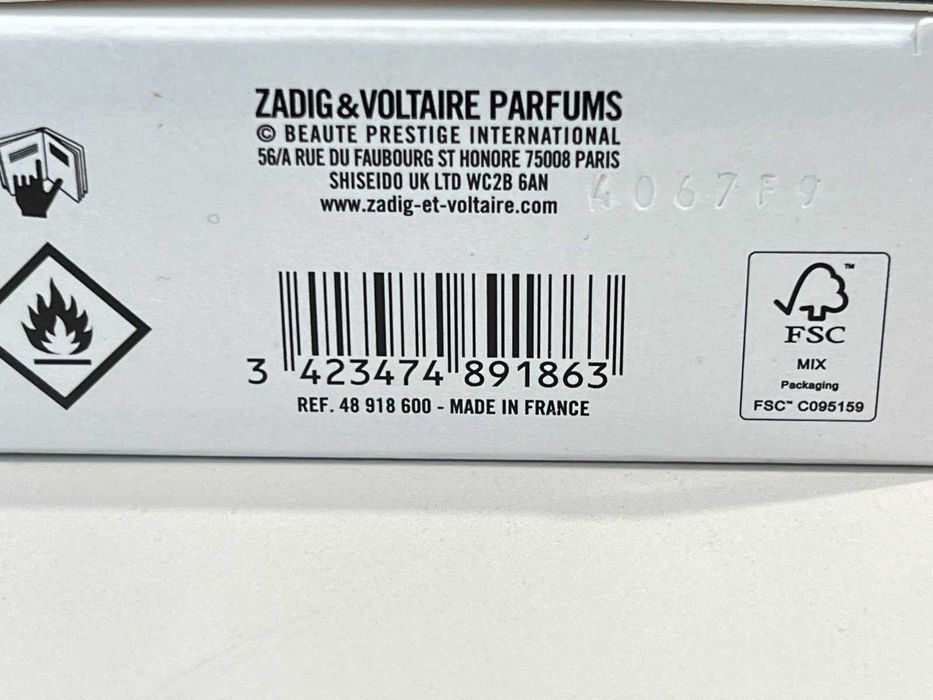 ZADIG&VOLTAIRE PARFUMS
© BEAUTE PRESTIGE INTERNATIONAL
56/A RUE DU FAUBOURG ST HONORE 75008 PARIS
SHISEIDO UK LTD WC2B 6AN
www.zadig-et-voltaire.com
4067F9
3 423474 891863
REF. 48 918 600 - MADE IN FRANCE
FSC™
MIX
Packaging
FSC™ C095159